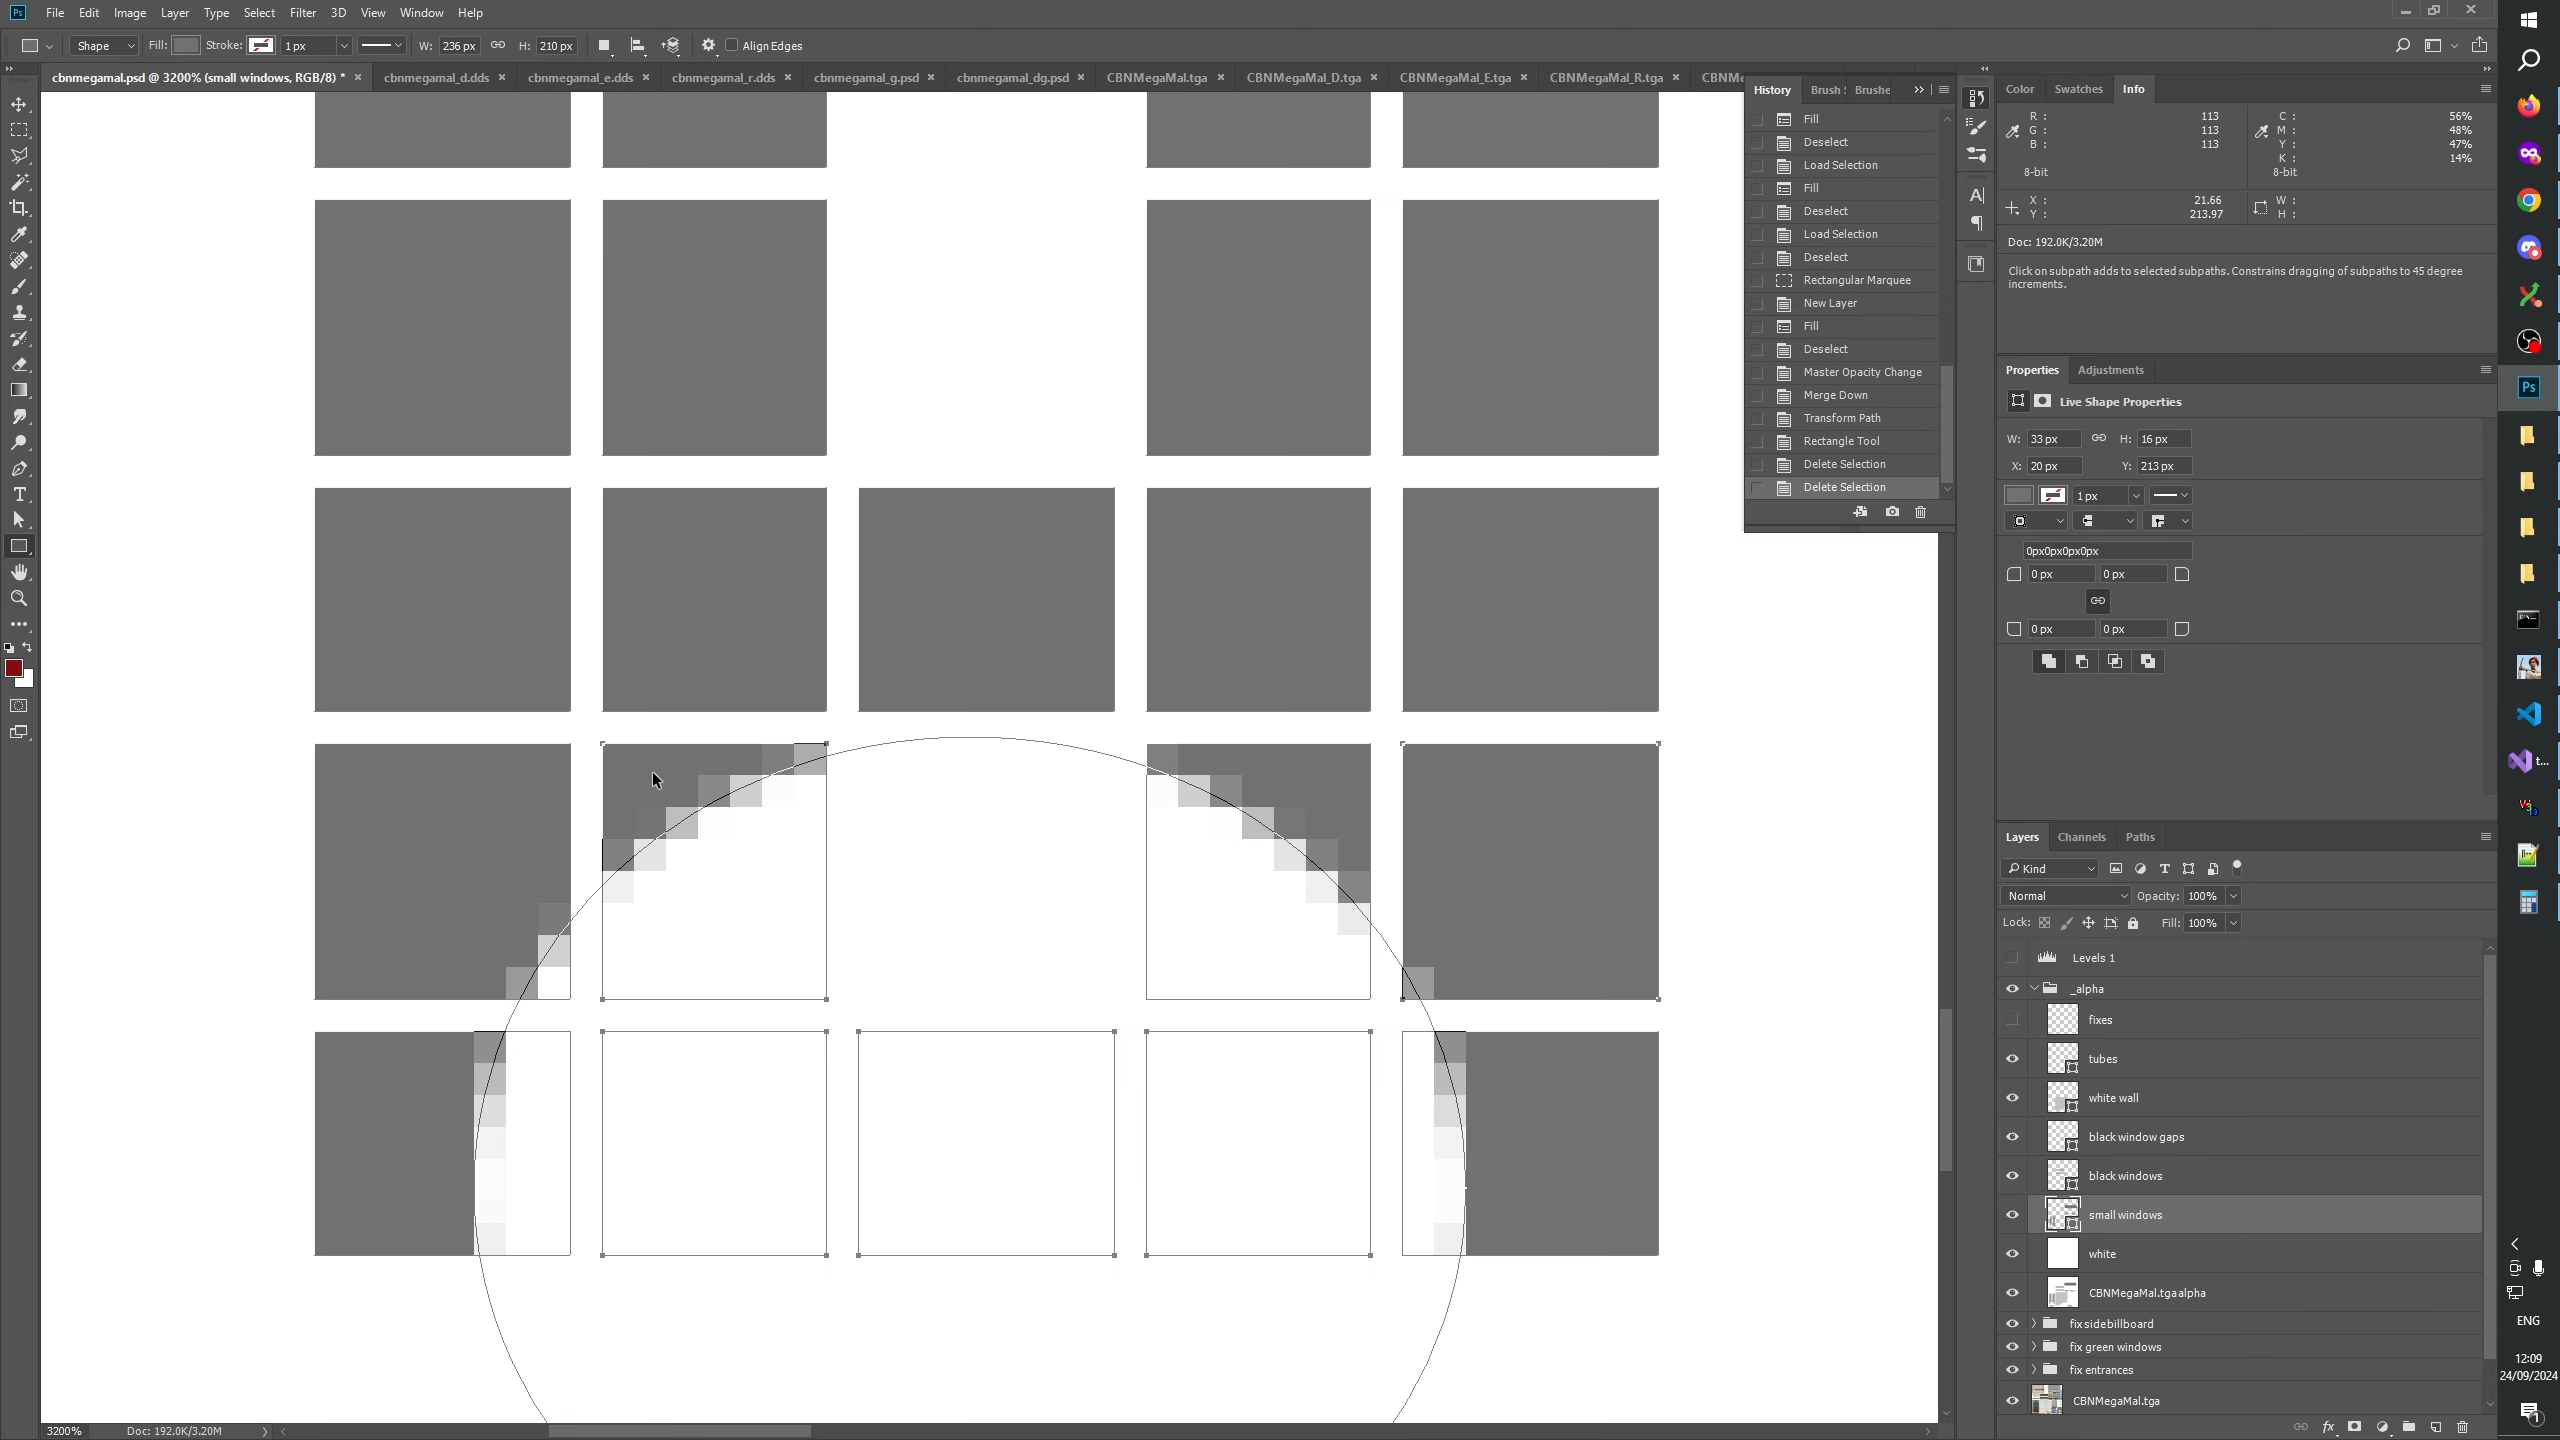 File Edit Image Layer Type Select Filter 3D View Window Help
Shape Fill: Stroke: 1 px W: 236 px H: 210 px Align Edges
cbnmegamal.psd @ 3200% (small windows, RGB/8) * cbnmegamal_d.dds cbnmegamal_e.dds cbnmegamal_r.dds cbnmegamal_g.psd cbnmegamal_dg.psd CBNMegaMal.tga CBNMegaMal_D.tga CBNMegaMal_E.tga CBNMegaMal_R.tga CBNMe
History Brush Brushe
Fill
Deselect
Load Selection
Fill
Deselect
Load Selection
Deselect
Rectangular Marquee
New Layer
Fill
Deselect
Master Opacity Change
Merge Down
Transform Path
Rectangle Tool
Delete Selection
Delete Selection
Color Swatches Info
R : 113 C : 56%
G : 113 M : 48%
B : 113 Y : 47%
K : 14%
8-bit 8-bit
X : 21.66 W :
Y : 213.97 H :
Doc: 192.0K/3.20M
Click on subpath adds to selected subpaths. Constrains dragging of subpaths to 45 degree
increments.
Properties Adjustments
Live Shape Properties
W: 33 px H: 16 px
X: 20 px Y: 213 px
1 px
0px0px0px0px
0 px 0 px
0 px 0 px
Layers Channels Paths
Kind
Normal Opacity: 100%
Lock: Fill: 100%
Levels 1
_alpha
fixes
tubes
white wall
black window gaps
black windows
small windows
white
CBNMegaMal.tga alpha
fix side billboard
fix green windows
fix entrances
CBNMegaMal.tga
3200% Doc: 192.0K/3.20M
Ps
t...
ENG
12:09
24/09/2024
1